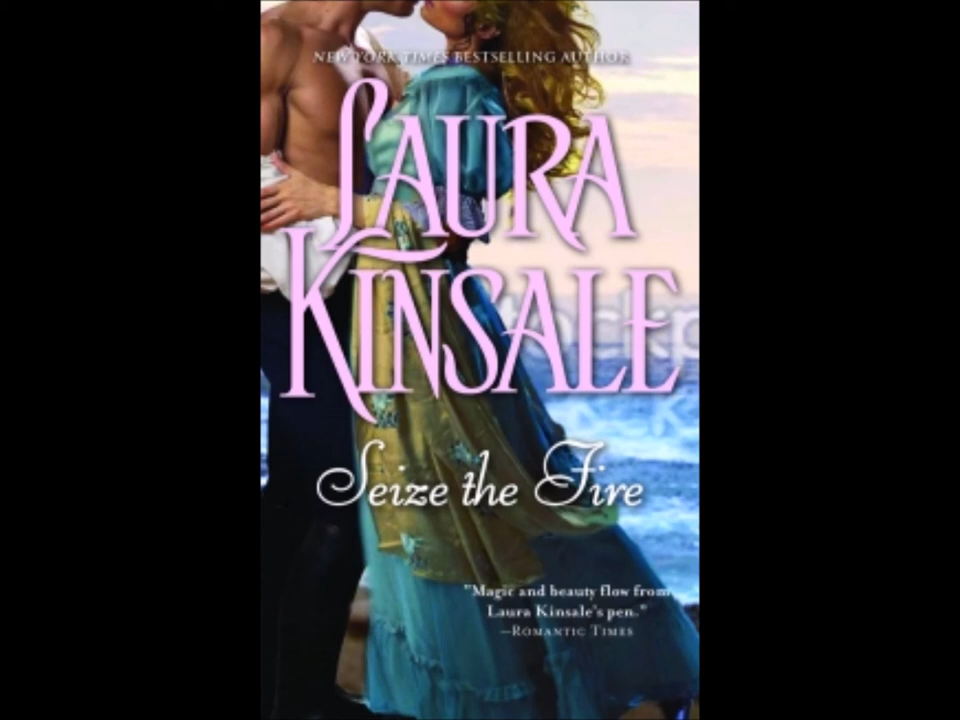 NEW YORK TIMES BESTSELLING AUTHOR
LAURA
KINSALE
Seize the Fire
"Magic and beauty flow from
Laura Kinsale's pen."
—ROMANTIC TIMES